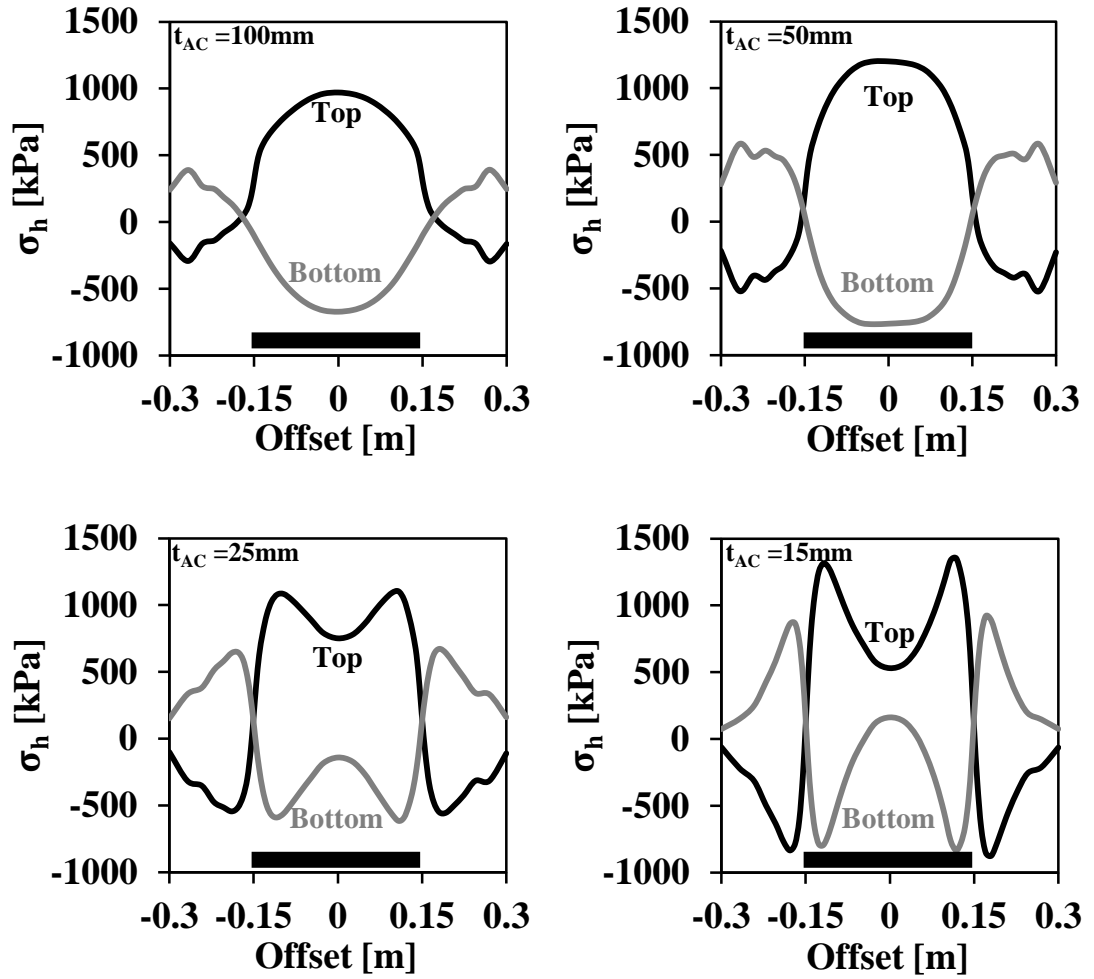 t_AC =100mm
1500
1000
500
0
-500
-1000
σ_h [kPa]
Top
Bottom
-0.3 -0.15 0 0.15 0.3
Offset [m]
t_AC =50mm
1500
1000
500
0
-500
-1000
σ_h [kPa]
Top
Bottom
-0.3 -0.15 0 0.15 0.3
Offset [m]
t_AC =25mm
1500
1000
500
0
-500
-1000
σ_h [kPa]
Top
Bottom
-0.3 -0.15 0 0.15 0.3
Offset [m]
t_AC =15mm
1500
1000
500
0
-500
-1000
σ_h [kPa]
Top
Bottom
-0.3 -0.15 0 0.15 0.3
Offset [m]